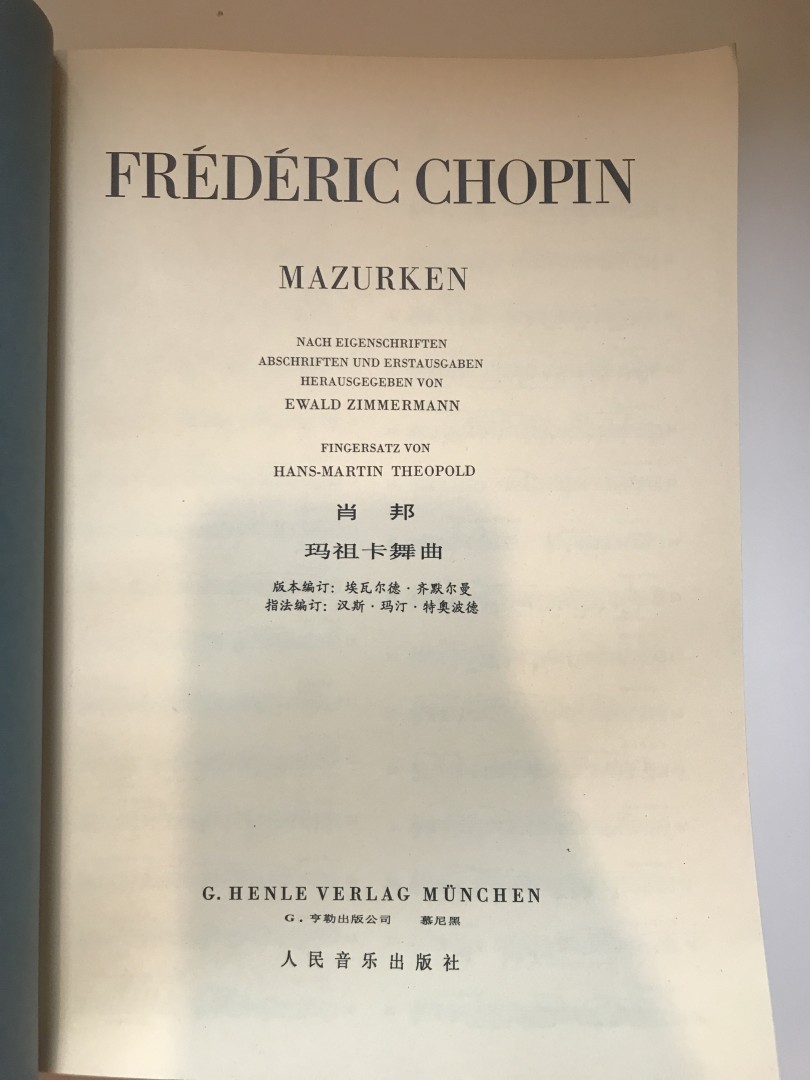 FRÉDÉRIC CHOPIN
MAZURKEN
NACH EIGENSCHRIFTEN
ABSCHRIFTEN UND ERSTAUSGABEN
HERAUSGEGEBEN VON
EWALD ZIMMERMANN
FINGERSATZ VON
HANS-MARTIN THEOPOLD
肖 邦
玛祖卡舞曲
版本编订：埃瓦尔德·齐默尔曼
指法编订：汉斯·玛汀·特奥波德
G. HENLE VERLAG MÜNCHEN
G．亨勒出版公司 慕尼黑
人民音乐出版社